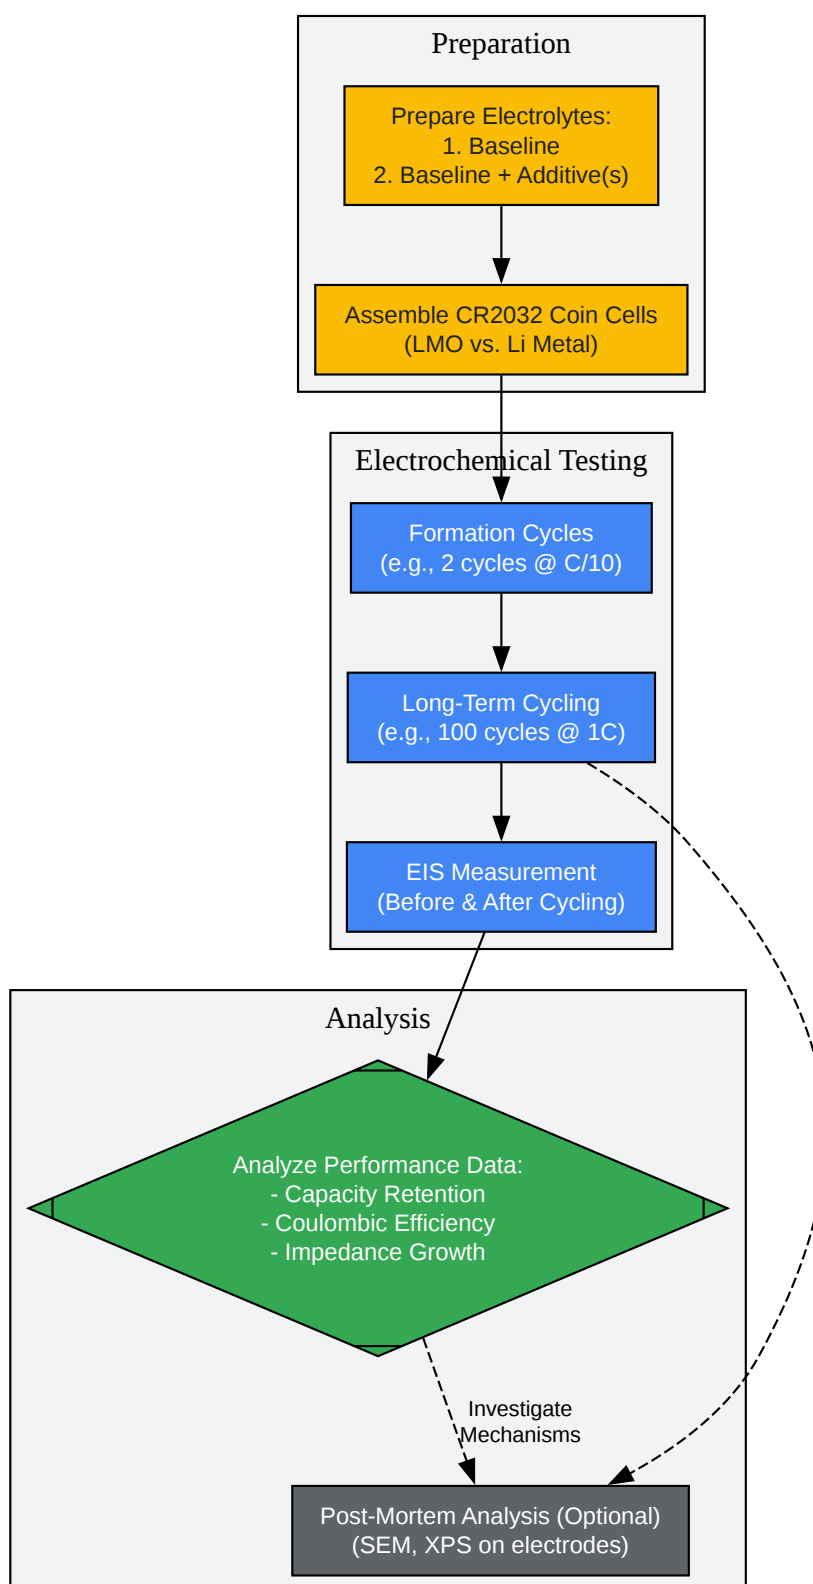 Preparation
Prepare Electrolytes:
1. Baseline
2. Baseline + Additive(s)
Assemble CR2032 Coin Cells
(LMO vs. Li Metal)
Electrochemical Testing
Formation Cycles
(e.g., 2 cycles @ C/10)
Long-Term Cycling
(e.g., 100 cycles @ 1C)
EIS Measurement
(Before & After Cycling)
Analysis
Analyze Performance Data:
- Capacity Retention
- Coulombic Efficiency
- Impedance Growth
Investigate
Mechanisms
Post-Mortem Analysis (Optional)
(SEM, XPS on electrodes)